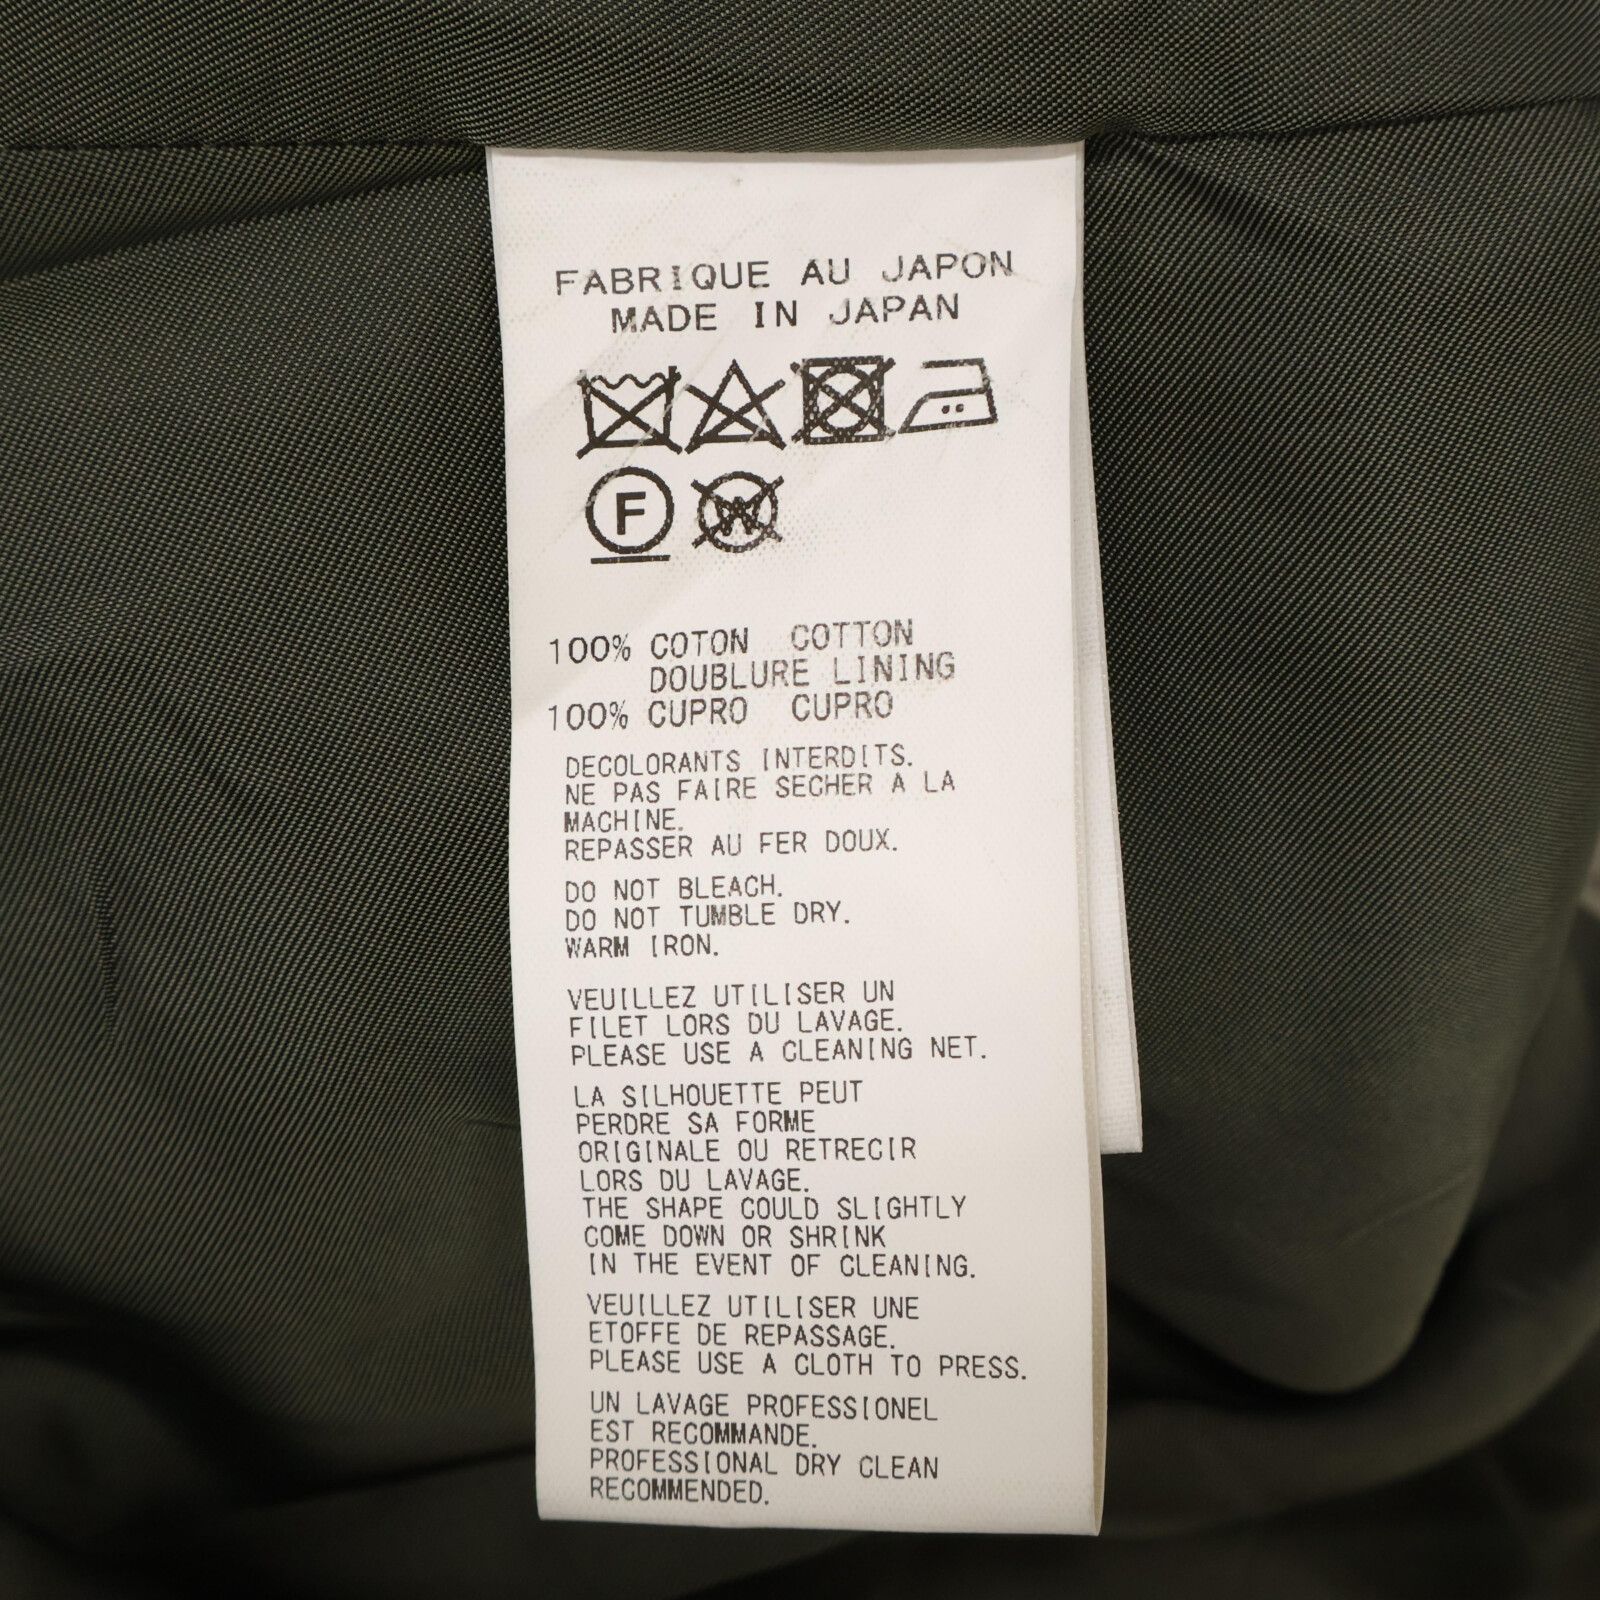 FABRIQUE AU JAPON
MADE IN JAPAN
F W
100% COTON COTTON
DOUBLURE LINING
100% CUPRO CUPRO
DECOLORANTS INTERDITS.
NE PAS FAIRE SECHER A LA
MACHINE.
REPASSER AU FER DOUX.
DO NOT BLEACH.
DO NOT TUMBLE DRY.
WARM IRON.
VEUILLEZ UTILISER UN
FILET LORS DU LAVAGE.
PLEASE USE A CLEANING NET.
LA SILHOUETTE PEUT
PERDRE SA FORME
ORIGINALE OU RETRECIR
LORS DU LAVAGE.
THE SHAPE COULD SLIGHTLY
COME DOWN OR SHRINK
IN THE EVENT OF CLEANING.
VEUILLEZ UTILISER UNE
ETOFFE DE REPASSAGE.
PLEASE USE A CLOTH TO PRESS.
UN LAVAGE PROFESSIONEL
EST RECOMMANDE.
PROFESSIONAL DRY CLEAN
RECOMMENDED.